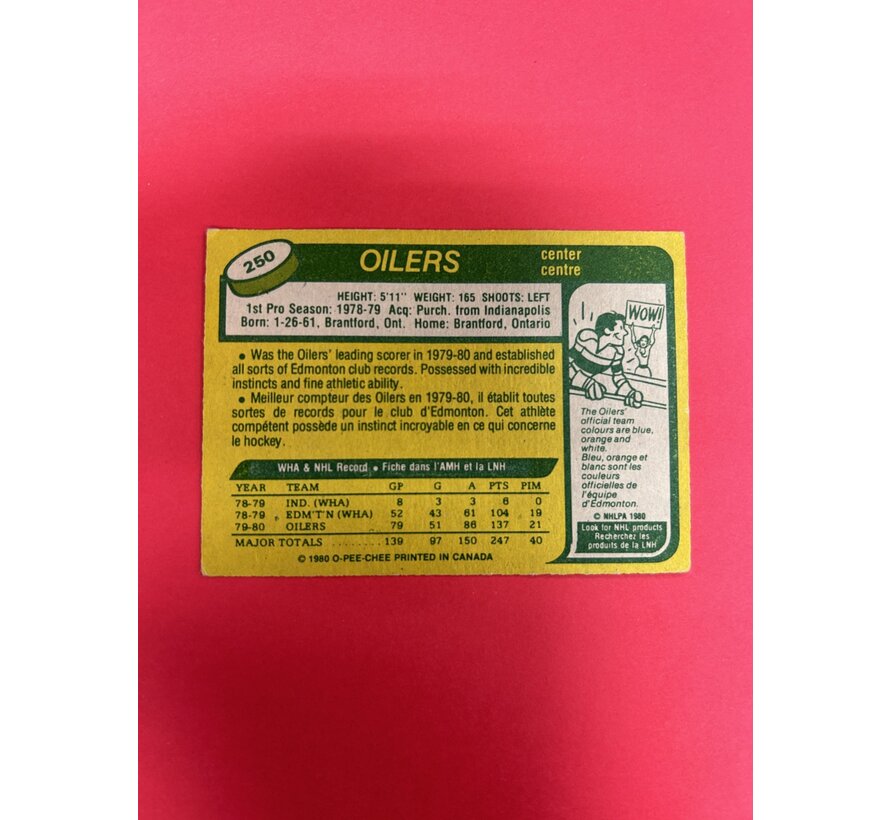 250
OILERS
center
centre
HEIGHT: 5'11" WEIGHT: 165 SHOOTS: LEFT
1st Pro Season: 1978-79 Acq: Purch. from Indianapolis
Born: 1-26-61, Brantford, Ont. Home: Brantford, Ontario
• Was the Oilers' leading scorer in 1979-80 and established
all sorts of Edmonton club records. Possessed with incredible
instincts and fine athletic ability.
• Meilleur compteur des Oilers en 1979-80, il établit toutes
sortes de records pour le club d'Edmonton. Cet athlète
compétent possède un instinct incroyable en ce qui concerne
le hockey.
WHA & NHL Record • Fiche dans l'AMH et la LNH
YEAR TEAM GP G A PTS PIM
78-79 IND. (WHA) 8 3 3 6 0
78-79 EDM'T'N (WHA) 52 43 61 104 19
79-80 OILERS 79 51 86 137 21
MAJOR TOTALS .......... 139 97 150 247 40
© 1980 O-PEE-CHEE PRINTED IN CANADA
WOW!
The Oilers'
official team
colours are blue,
orange and
white.
Bleu, orange et
blanc sont les
couleurs
officielles de
l'équipe
d'Edmonton.
© NHLPA 1980
Look for NHL products
Recherchez les
produits de la LNH